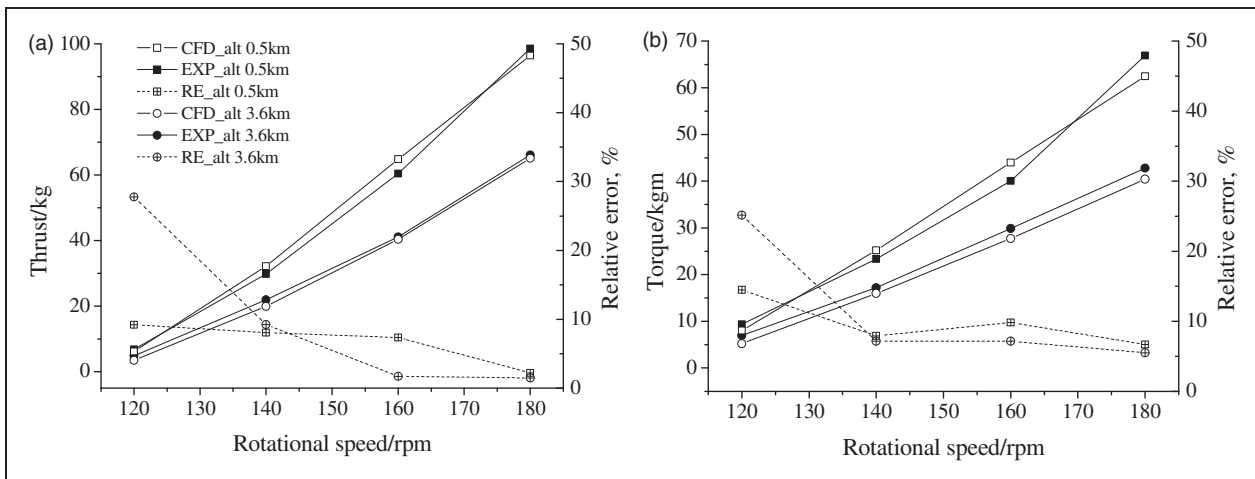 (a)
CFD_alt 0.5km
EXP_alt 0.5km
RE_alt 0.5km
CFD_alt 3.6km
EXP_alt 3.6km
RE_alt 3.6km
100
80
60
40
20
0
Thrust/kg
50
40
30
20
10
0
Relative error, %
120 130 140 150 160 170 180
Rotational speed/rpm
(b)
70
60
50
40
30
20
10
0
Torque/kgm
50
40
30
20
10
0
Relative error, %
120 130 140 150 160 170 180
Rotational speed/rpm